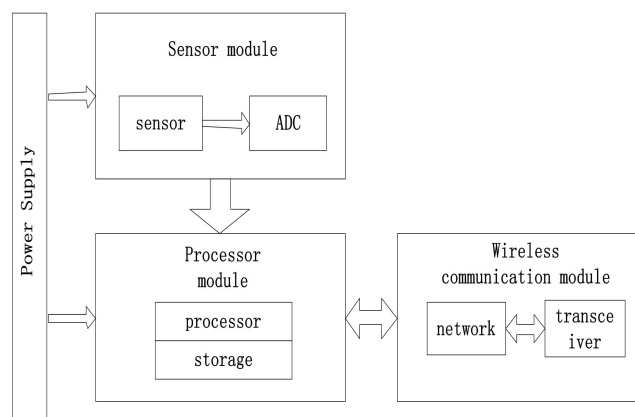 Power Supply
Sensor module
sensor
ADC
Processor
module
processor
storage
Wireless
communication module
network
transce
iver